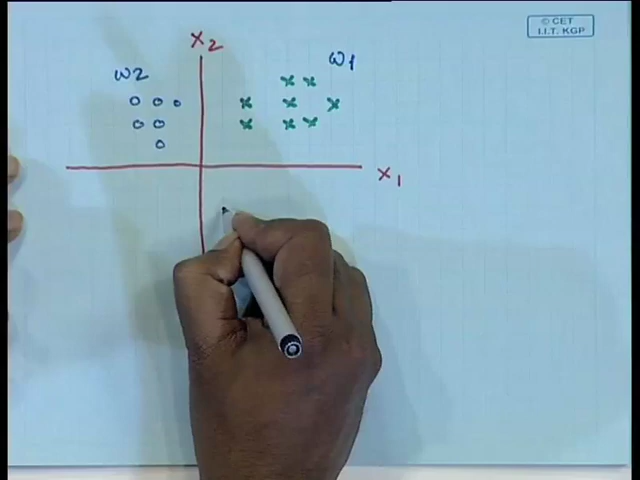 © CET
I.I.T. KGP
X2
ω1
ω2
X1